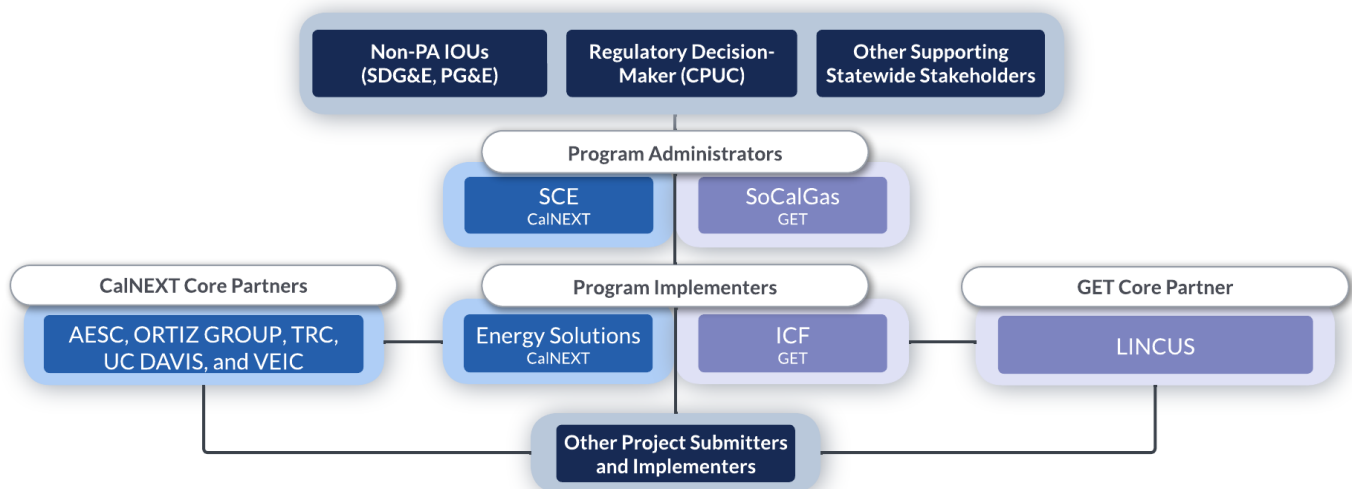 Non-PA IOUs
(SDG&E, PG&E)
Regulatory Decision-
Maker (CPUC)
Other Supporting
Statewide Stakeholders
Program Administrators
SCE
CalNEXT
SoCalGas
GET
CalNEXT Core Partners
AESC, ORTIZ GROUP, TRC,
UC DAVIS, and VEIC
Program Implementers
Energy Solutions
CalNEXT
ICF
GET
GET Core Partner
LINCUS
Other Project Submitters
and Implementers